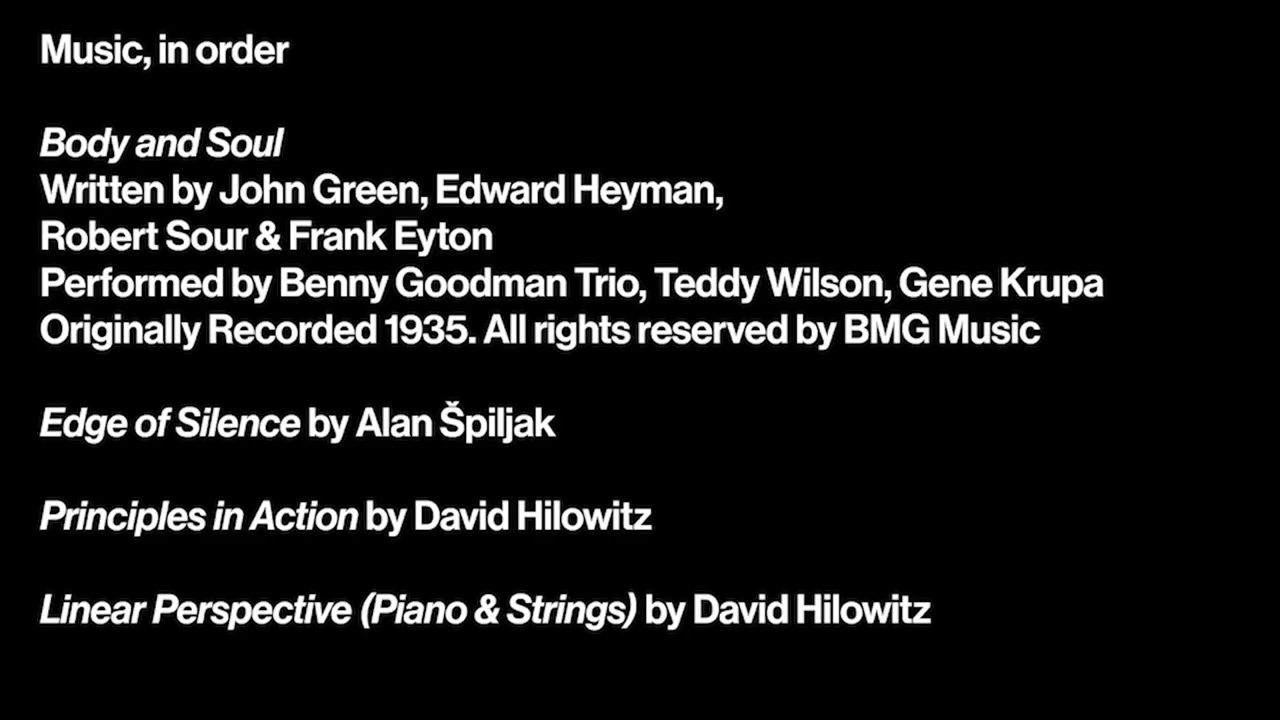 Music, in order
Body and Soul
Written by John Green, Edward Heyman,
Robert Sour & Frank Eyton
Performed by Benny Goodman Trio, Teddy Wilson, Gene Krupa
Originally Recorded 1935. All rights reserved by BMG Music
Edge of Silence by Alan Špiljak
Principles in Action by David Hilowitz
Linear Perspective (Piano & Strings) by David Hilowitz